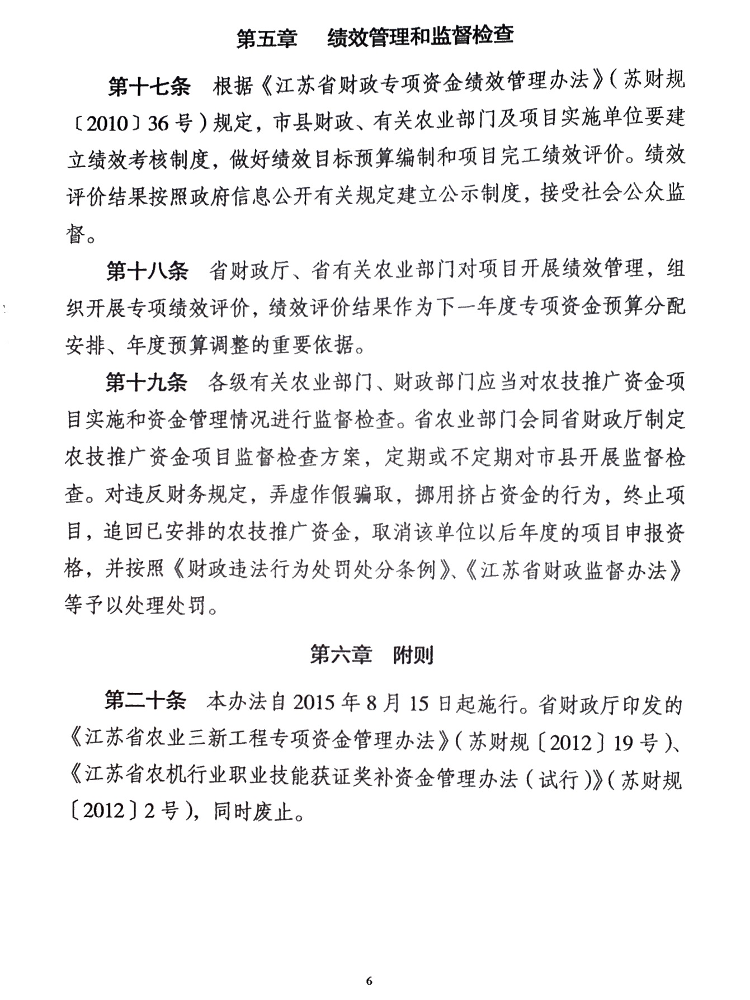 第五章 绩效管理和监督检查
第十七条 根据《江苏省财政专项资金绩效管理办法》（苏财规
〔2010〕36号）规定，市县财政、有关农业部门及项目实施单位要建
立绩效考核制度，做好绩效目标预算编制和项目完工绩效评价。绩效
评价结果按照政府信息公开有关规定建立公示制度，接受社会公众监
督。
第十八条 省财政厅、省有关农业部门对项目开展绩效管理，组
织开展专项绩效评价，绩效评价结果作为下一年度专项资金预算分配
安排、年度预算调整的重要依据。
第十九条 各级有关农业部门、财政部门应当对农技推广资金项
目实施和资金管理情况进行监督检查。省农业部门会同省财政厅制定
农技推广资金项目监督检查方案，定期或不定期对市县开展监督检
查。对违反财务规定，弄虚作假骗取，挪用挤占资金的行为，终止项
目，追回已安排的农技推广资金，取消该单位以后年度的项目申报资
格，并按照《财政违法行为处罚处分条例》、《江苏省财政监督办法》
等予以处理处罚。
第六章 附则
第二十条 本办法自2015年8月15日起施行。省财政厅印发的
《江苏省农业三新工程专项资金管理办法》（苏财规〔2012〕19号）、
《江苏省农机行业职业技能获证奖补资金管理办法（试行）》（苏财规
〔2012〕2号），同时废止。
6